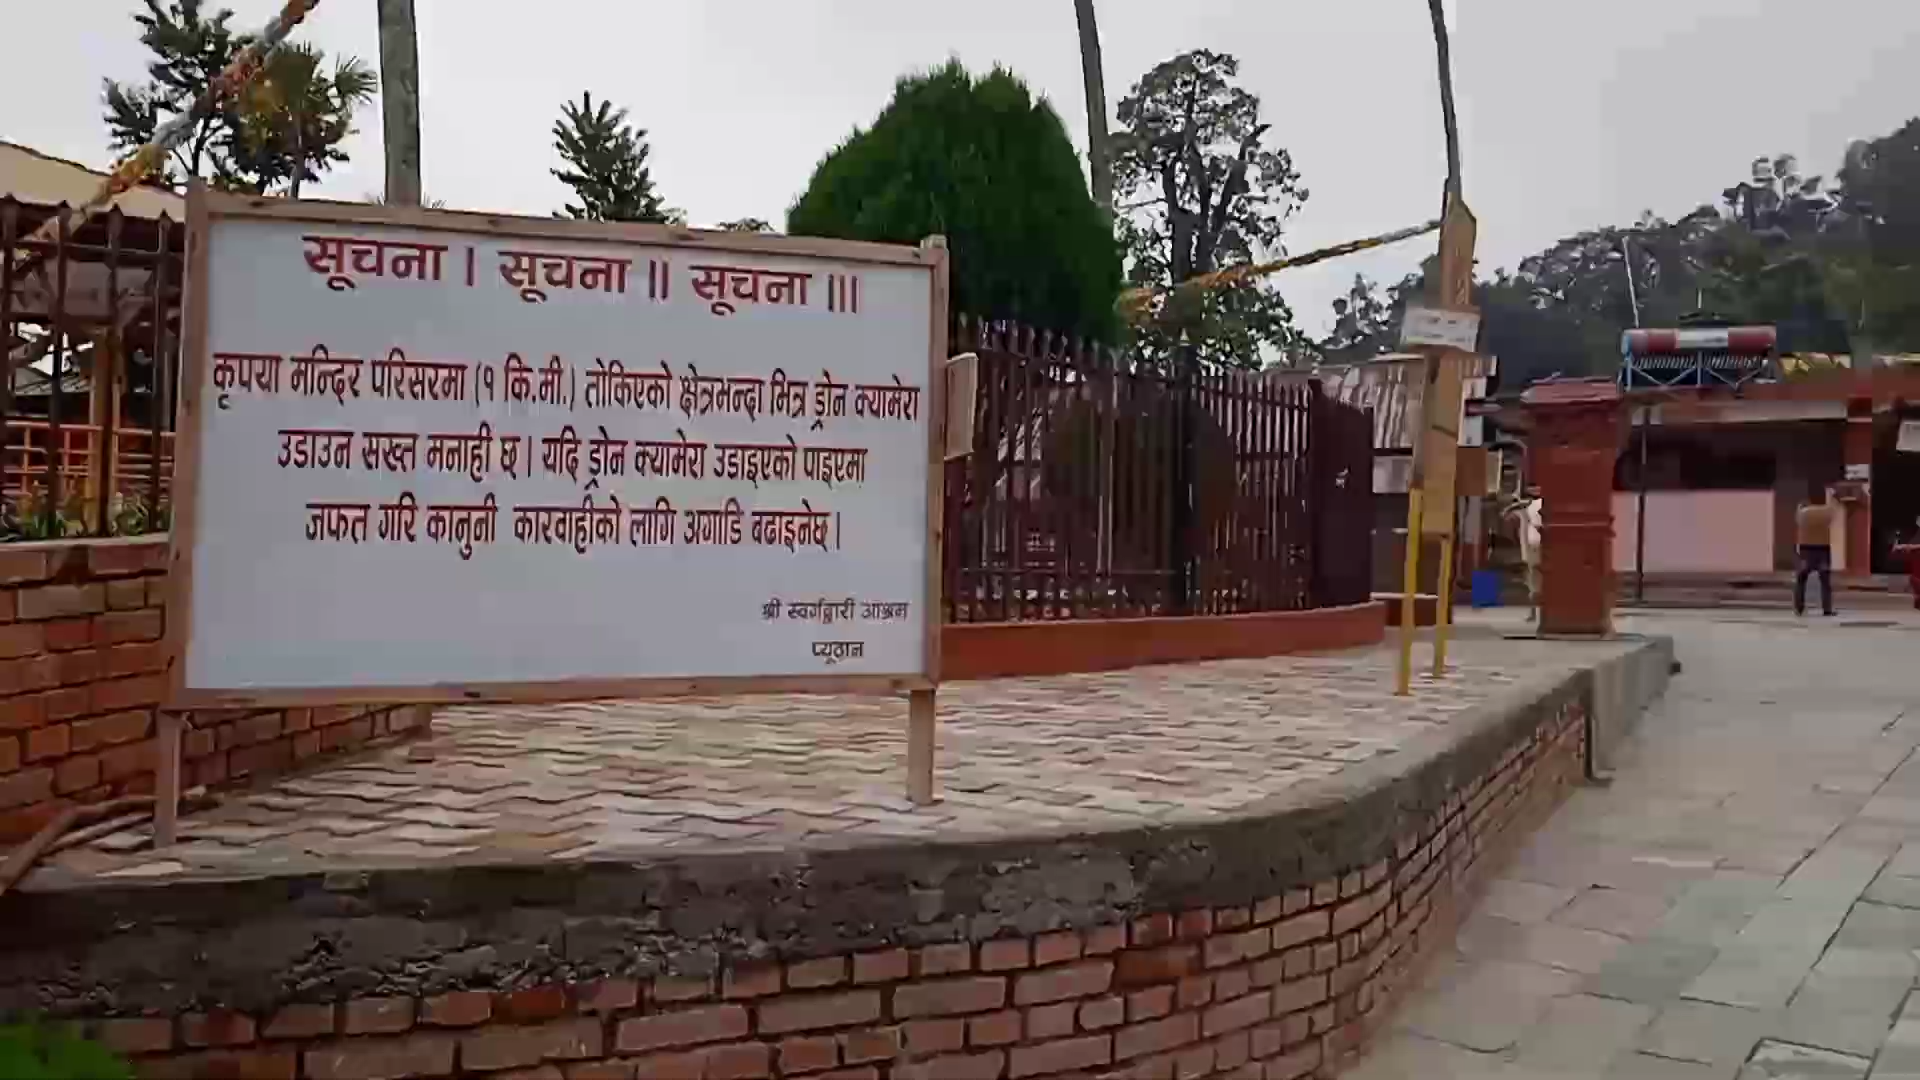 सूचना । सूचना ॥ सूचना ।।।
कृपया मन्दिर परिसरमा (१ कि.मी.) तोकिएको क्षेत्रभन्दा भित्र ड्रोन क्यामेरा
उडाउन सख्त मनाही छ । यदि ड्रोन क्यामेरा उडाइएको पाइएमा
जफत गरि कानुनी कारवाहीको लागि अगाडि बढाइनेछ ।
श्री स्वर्गद्वारी आश्रम
प्यूठान